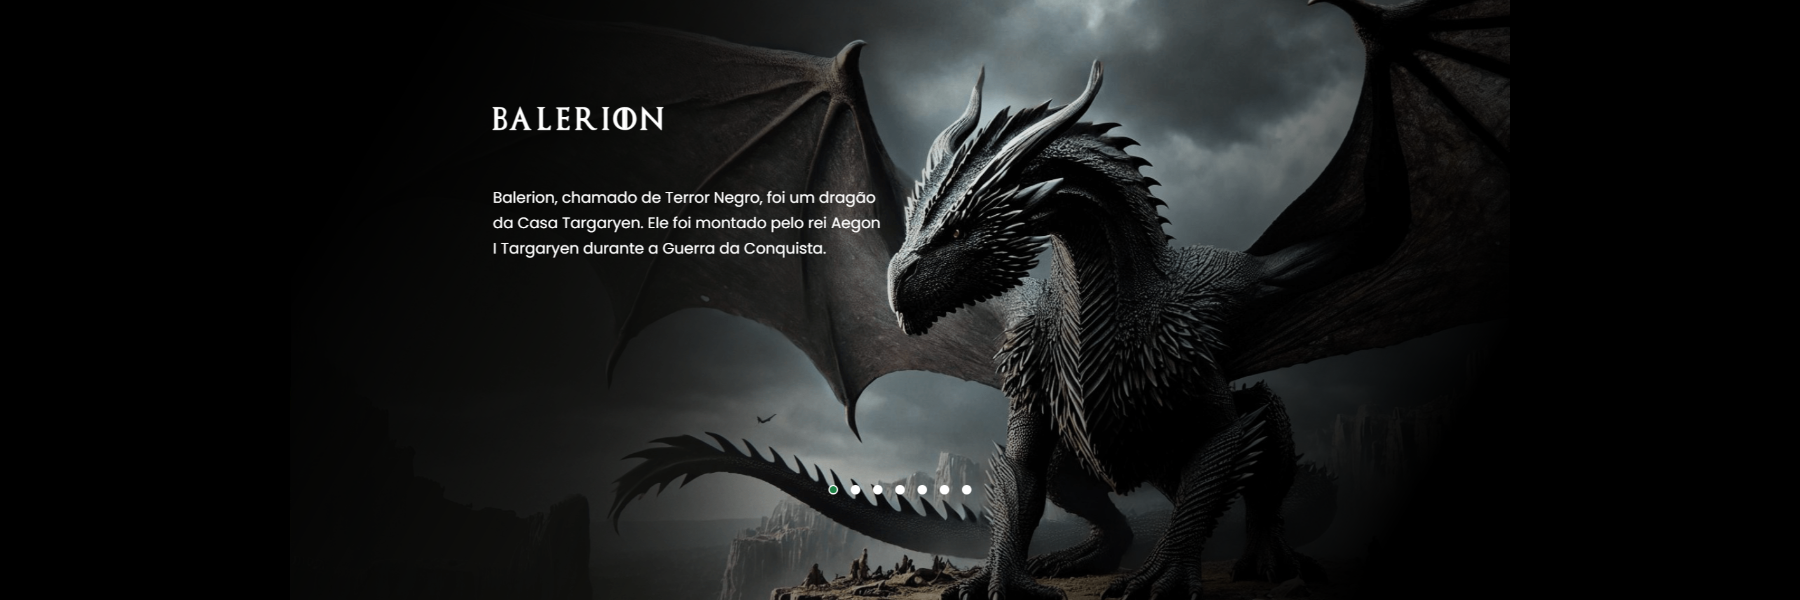 BALERION
Balerion, chamado de Terror Negro, foi um dragão
da Casa Targaryen. Ele foi montado pelo rei Aegon
I Targaryen durante a Guerra da Conquista.